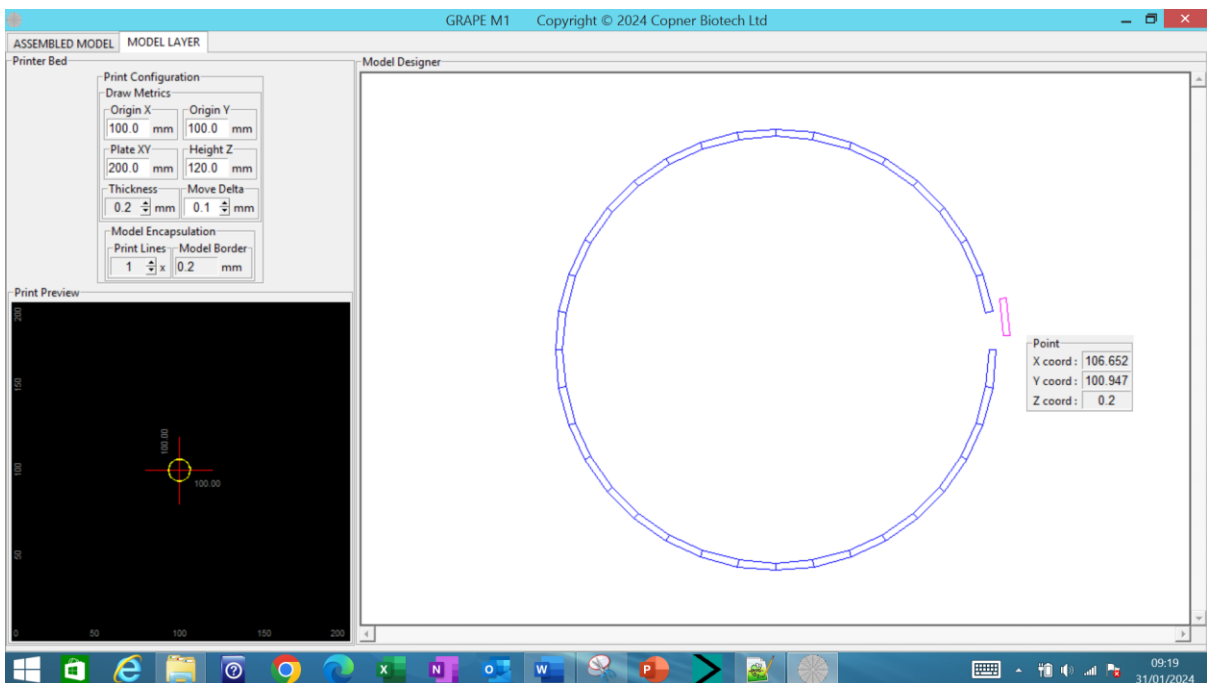 GRAPE M1 Copyright © 2024 Copner Biotech Ltd
ASSEMBLED MODEL MODEL LAYER
Printer Bed
Print Configuration
Draw Metrics
Origin X Origin Y
100.0 mm 100.0 mm
Plate XY Height Z
200.0 mm 120.0 mm
Thickness Move Delta
0.2 mm 0.1 mm
Model Encapsulation
Print Lines Model Border
1 x 0.2 mm
Print Preview
200
150
100
50
0 50 100 150 200
100.00
100.00
Model Designer
Point
X coord : 106.652
Y coord : 100.947
Z coord : 0.2
09:19
31/01/2024